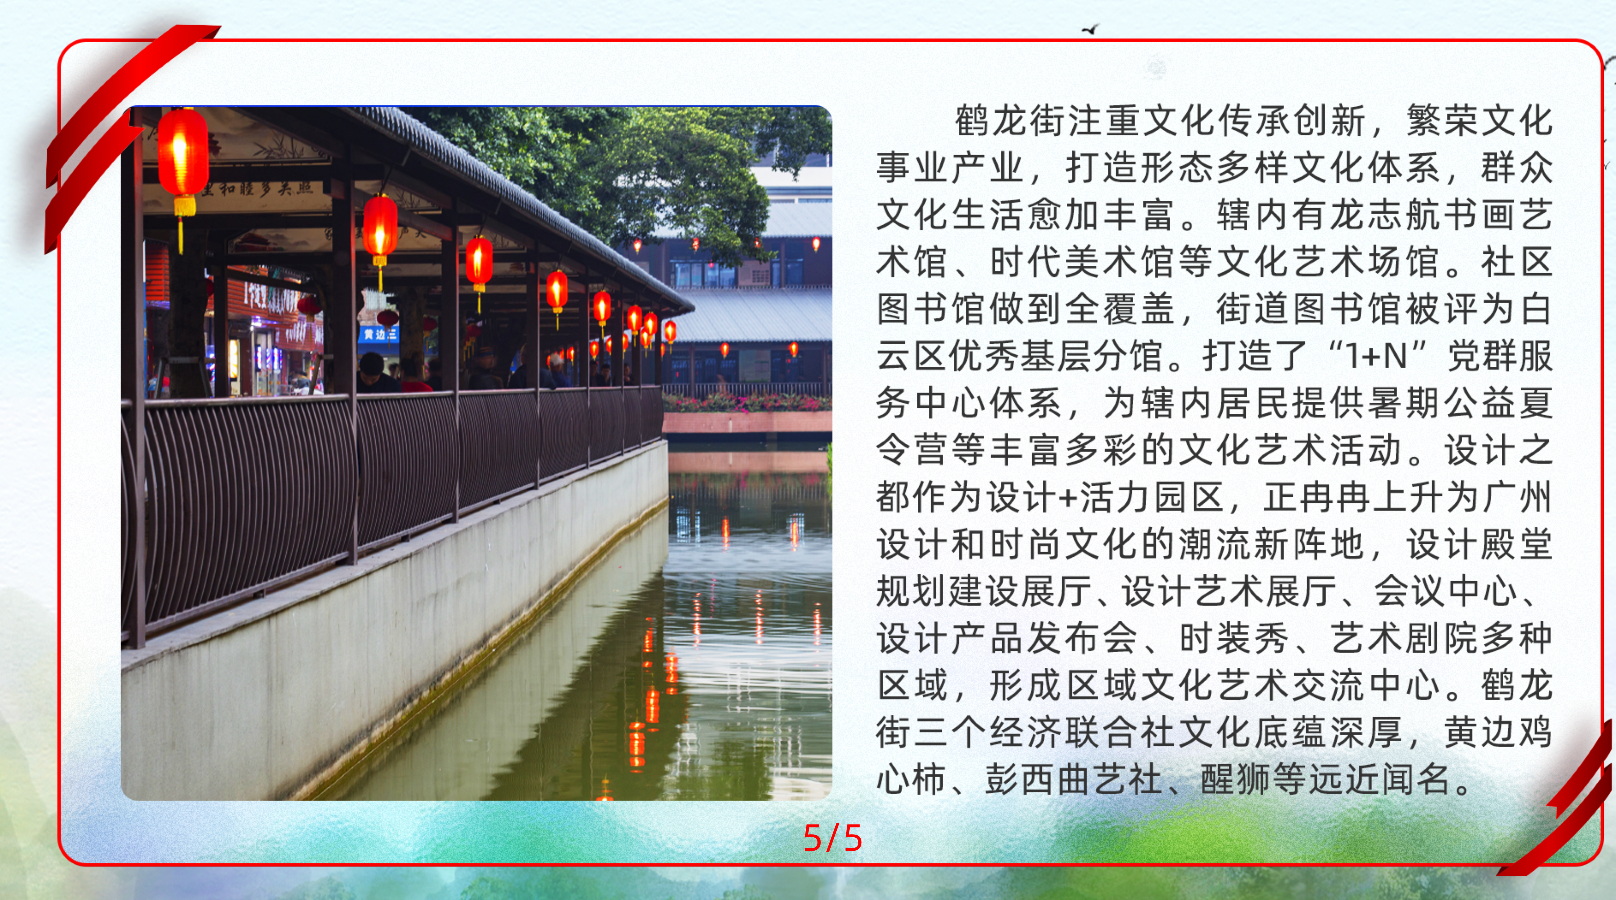 里和睦多关照
黄边三
鹤龙街注重文化传承创新，繁荣文化
事业产业，打造形态多样文化体系，群众
文化生活愈加丰富。辖内有龙志航书画艺
术馆、时代美术馆等文化艺术场馆。社区
图书馆做到全覆盖，街道图书馆被评为白
云区优秀基层分馆。打造了“1+N”党群服
务中心体系，为辖内居民提供暑期公益夏
令营等丰富多彩的文化艺术活动。设计之
都作为设计+活力园区，正冉冉上升为广州
设计和时尚文化的潮流新阵地，设计殿堂
规划建设展厅、设计艺术展厅、会议中心、
设计产品发布会、时装秀、艺术剧院多种
区域，形成区域文化艺术交流中心。鹤龙
街三个经济联合社文化底蕴深厚，黄边鸡
心柿、彭西曲艺社、醒狮等远近闻名。
5/5